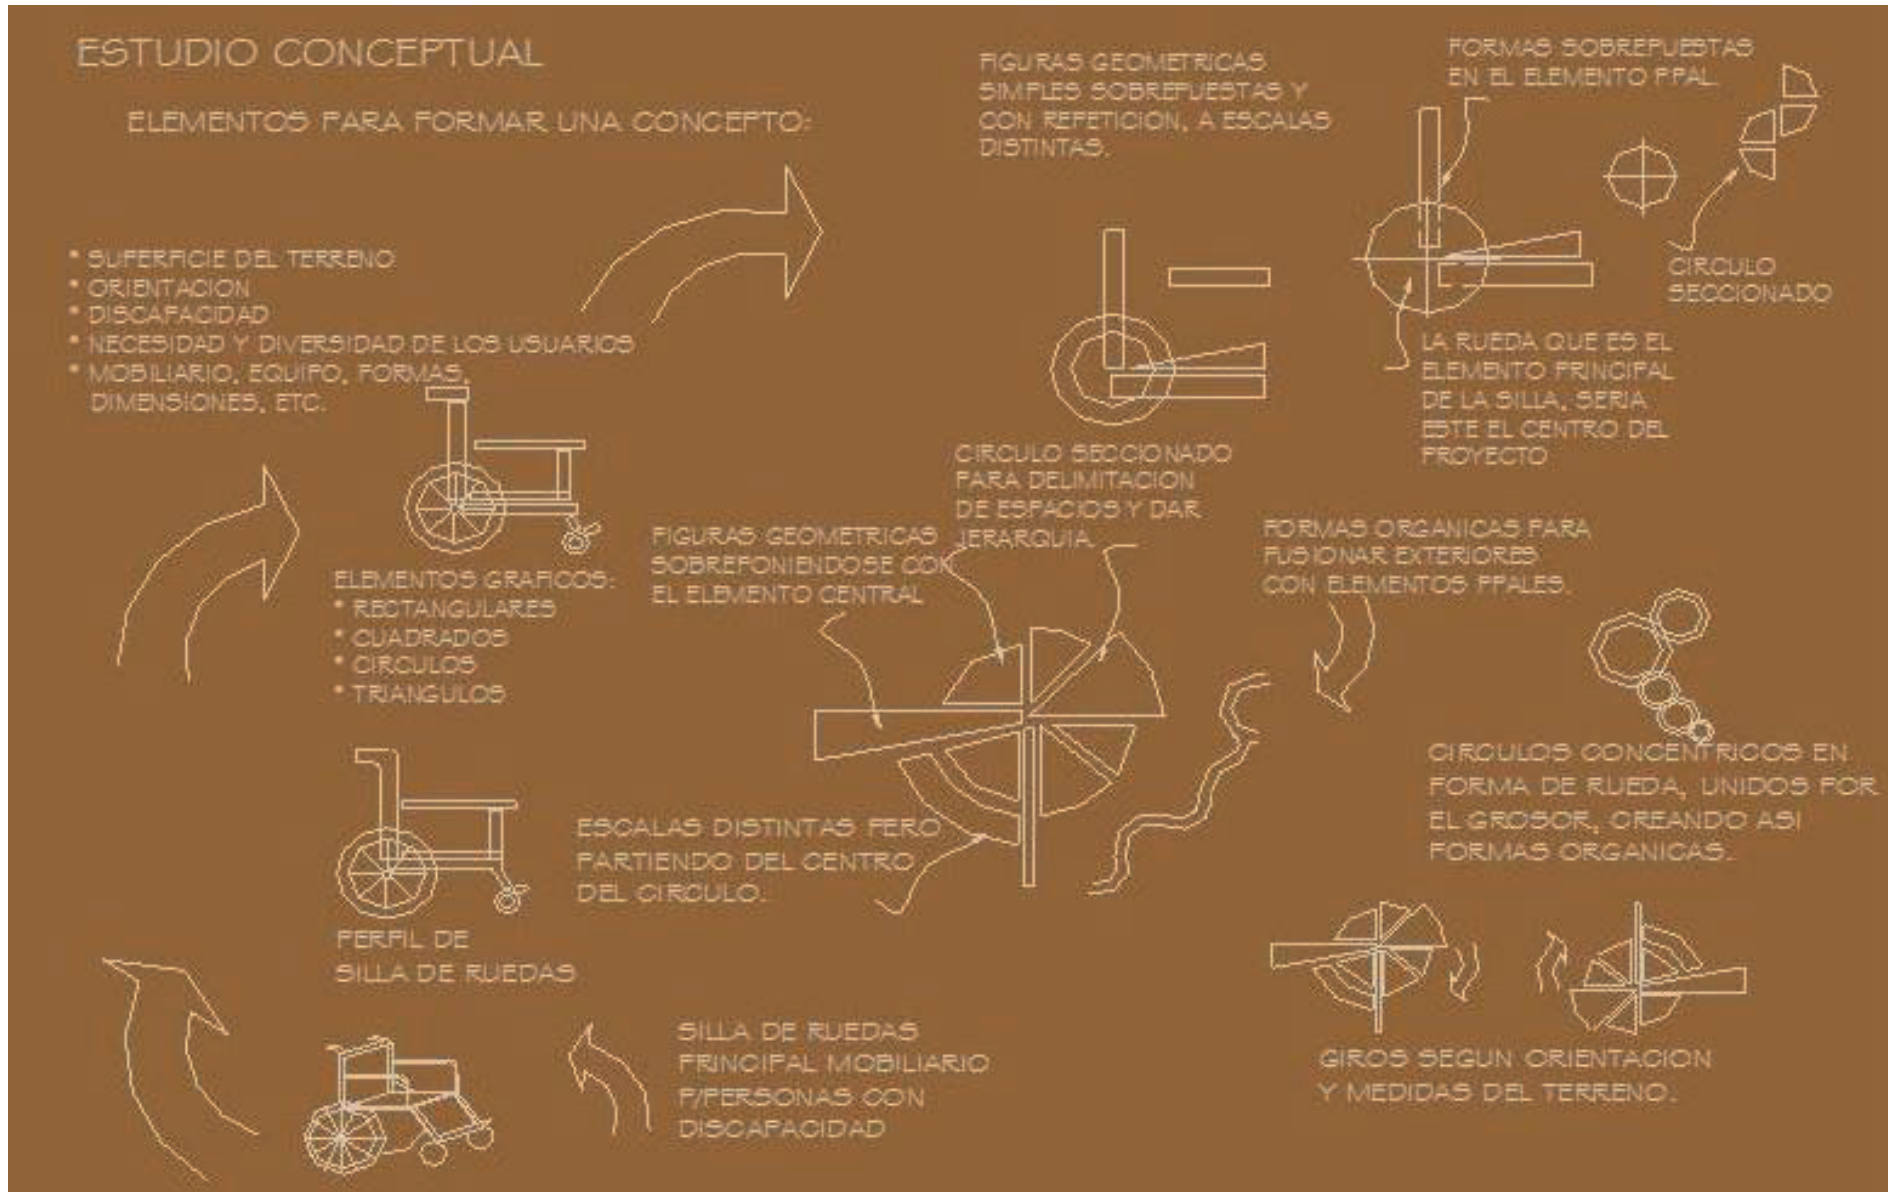 ESTUDIO CONCEPTUAL
ELEMENTOS PARA FORMAR UNA CONCEPTO:
* SUPERFICIE DEL TERRENO
* ORIENTACION
* DISCAPACIDAD
* NECESIDAD Y DIVERSIDAD DE LOS USUARIOS
* MOBILIARIO, EQUIPO, FORMAS,
DIMENSIONES, ETC.
ELEMENTOS GRAFICOS:
* RECTANGULARES
* CUADRADOS
* CIRCULOS
* TRIANGULOS
PERFIL DE
SILLA DE RUEDAS
SILLA DE RUEDAS
PRINCIPAL MOBILIARIO
P/PERSONAS CON
DISCAPACIDAD
FIGURAS GEOMETRICAS
SIMPLES SOBREPUESTAS Y
CON REPETICION, A ESCALAS
DISTINTAS.
FORMAS SOBREPUESTAS
EN EL ELEMENTO PPAL.
CIRCULO
SECCIONADO
LA RUEDA QUE ES EL
ELEMENTO PRINCIPAL
DE LA SILLA, SERIA
ESTE EL CENTRO DEL
PROYECTO
CIRCULO SECCIONADO
PARA DELIMITACION
DE ESPACIOS Y DAR
JERARQUIA.
FIGURAS GEOMETRICAS
SOBREPONIENDOSE CON
EL ELEMENTO CENTRAL
ESCALAS DISTINTAS PERO
PARTIENDO DEL CENTRO
DEL CIRCULO.
FORMAS ORGANICAS PARA
FUSIONAR EXTERIORES
CON ELEMENTOS PPALES.
CIRCULOS CONCENTRICOS EN
FORMA DE RUEDA, UNIDOS POR
EL GROSOR, CREANDO ASI
FORMAS ORGANICAS.
GIROS SEGUN ORIENTACION
Y MEDIDAS DEL TERRENO.